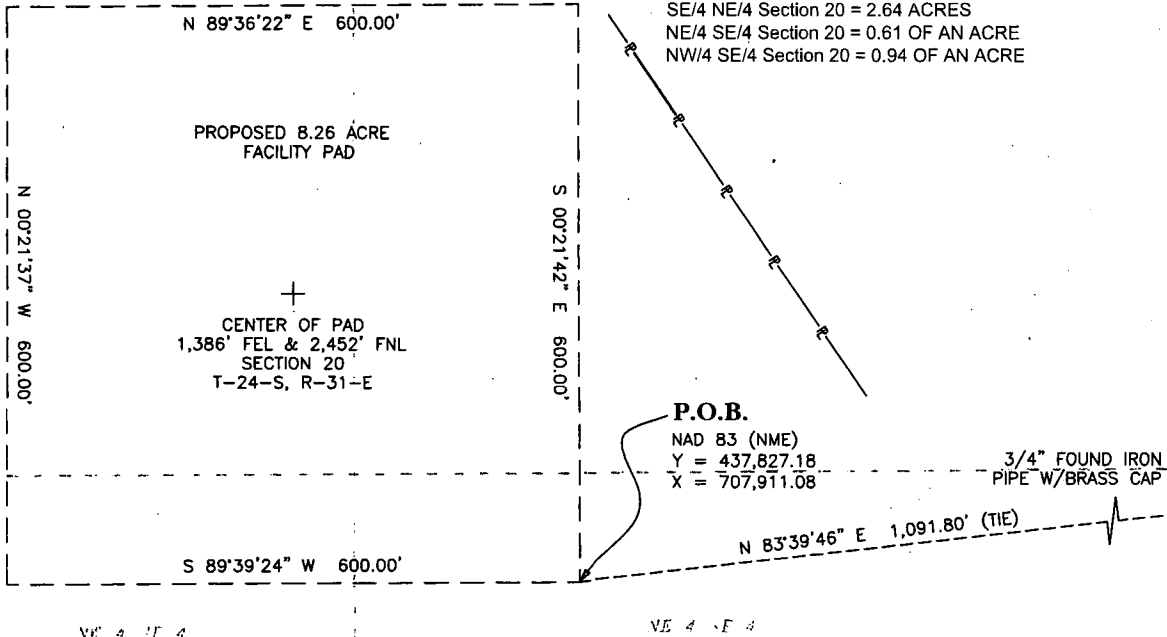 SE/4 NE/4 Section 20 = 2.64 ACRES
NE/4 SE/4 Section 20 = 0.61 OF AN ACRE
NW/4 SE/4 Section 20 = 0.94 OF AN ACRE
N 89°36'22" E 600.00'
PROPOSED 8.26 ACRE
FACILITY PAD
N 00°21'37" W 600.00'
S 00°21'42" E 600.00'
CENTER OF PAD
1,386' FEL & 2,452' FNL
SECTION 20
T-24-S, R-31-E
P.O.B.
NAD 83 (NME)
Y = 437,827.18
X = 707,911.08
3/4" FOUND IRON
PIPE W/BRASS CAP
N 83°39'46" E 1,091.80' (TIE)
S 89°39'24" W 600.00'